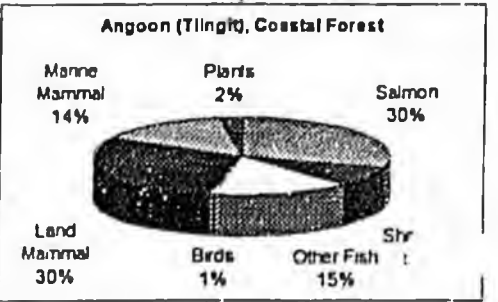 Angoon (Tlingit), Coastal Forest
Marine
Mammal
14%
Plants
2%
Salmon
30%
Land
Mammal
30%
Birds
1%
Other Fish
15%